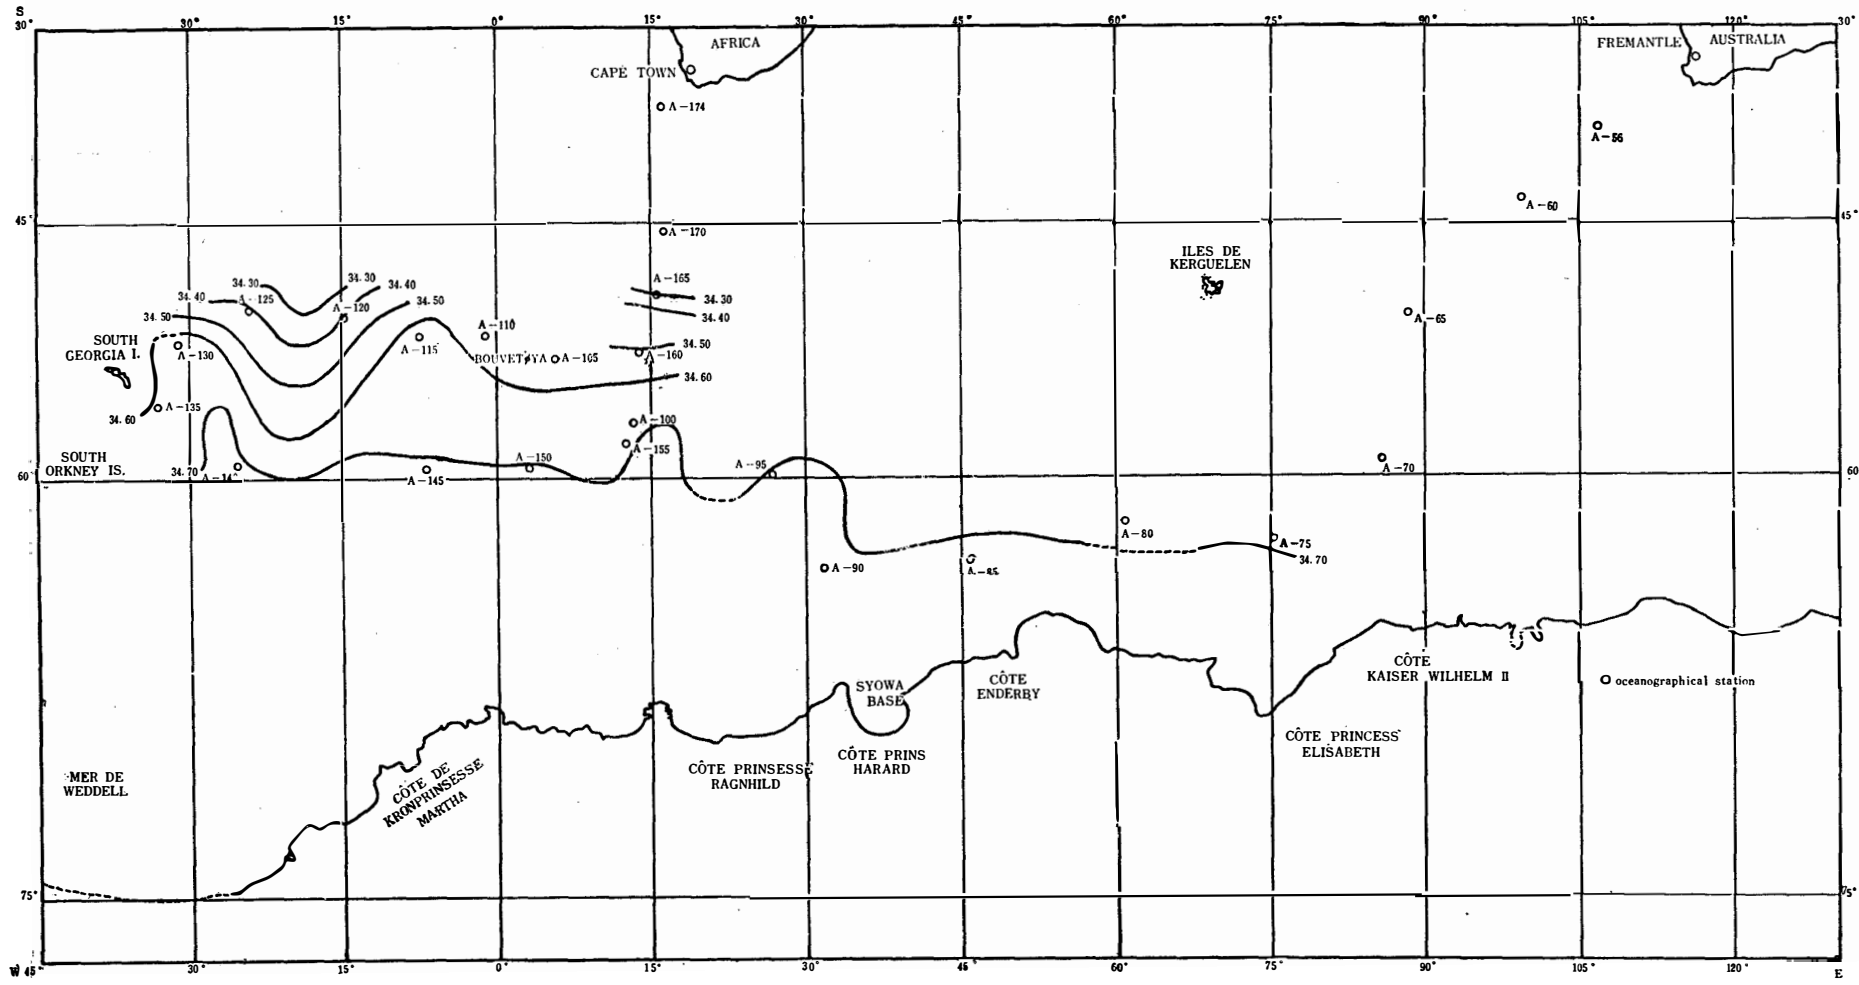 S
30° 30° 15° 0° 15° 30° 45° 60° 75° 90° 105° 120° 30°
AFRICA
CAPE TOWN
FREMANTLE
AUSTRALIA
A-174
A-56
A-60
45° 45°
A-170
ILES DE
KERGUELEN
34.30
34.30
A-165
34.40
A-125
34.40
34.30
34.50
A-120
34.50
34.40
A-65
A-110
SOUTH
GEORGIA I.
A-130
A-115
BOUVETØYA
A-105
34.50
A-160
34.60
A-135
34.60
A-100
A-155
SOUTH
ORKNEY IS.
34.70
A-14
A-145
A-150
A-95
A-70
60° 60
A-80
A-75
34.70
A-90
A-85
CÔTE
KAISER WILHELM II
oceanographical station
SYOWA
BASE
CÔTE
ENDERBY
CÔTE PRINCESS
ELISABETH
MER DE
WEDDELL
CÔTE DE
KRONPRINSESSE
MARTHA
CÔTE PRINSESSE
RAGNHILD
CÔTE PRINS
HARARD
75° 75°
W 45° 30° 15° 0° 15° 30° 45° 60° 75° 90° 105° 120° E